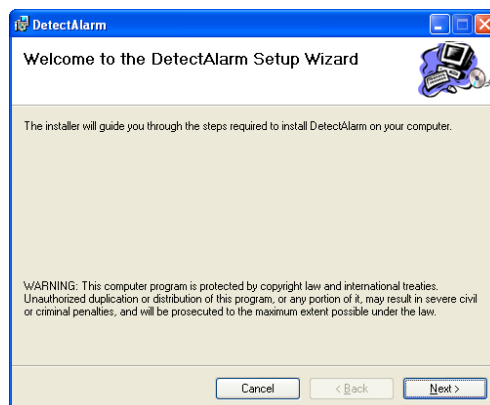 DetectAlarm
Welcome to the DetectAlarm Setup Wizard
The installer will guide you through the steps required to install DetectAlarm on your computer.
WARNING: This computer program is protected by copyright law and international treaties.
Unauthorized duplication or distribution of this program, or any portion of it, may result in severe civil
or criminal penalties, and will be prosecuted to the maximum extent possible under the law.
Cancel
< Back
Next >